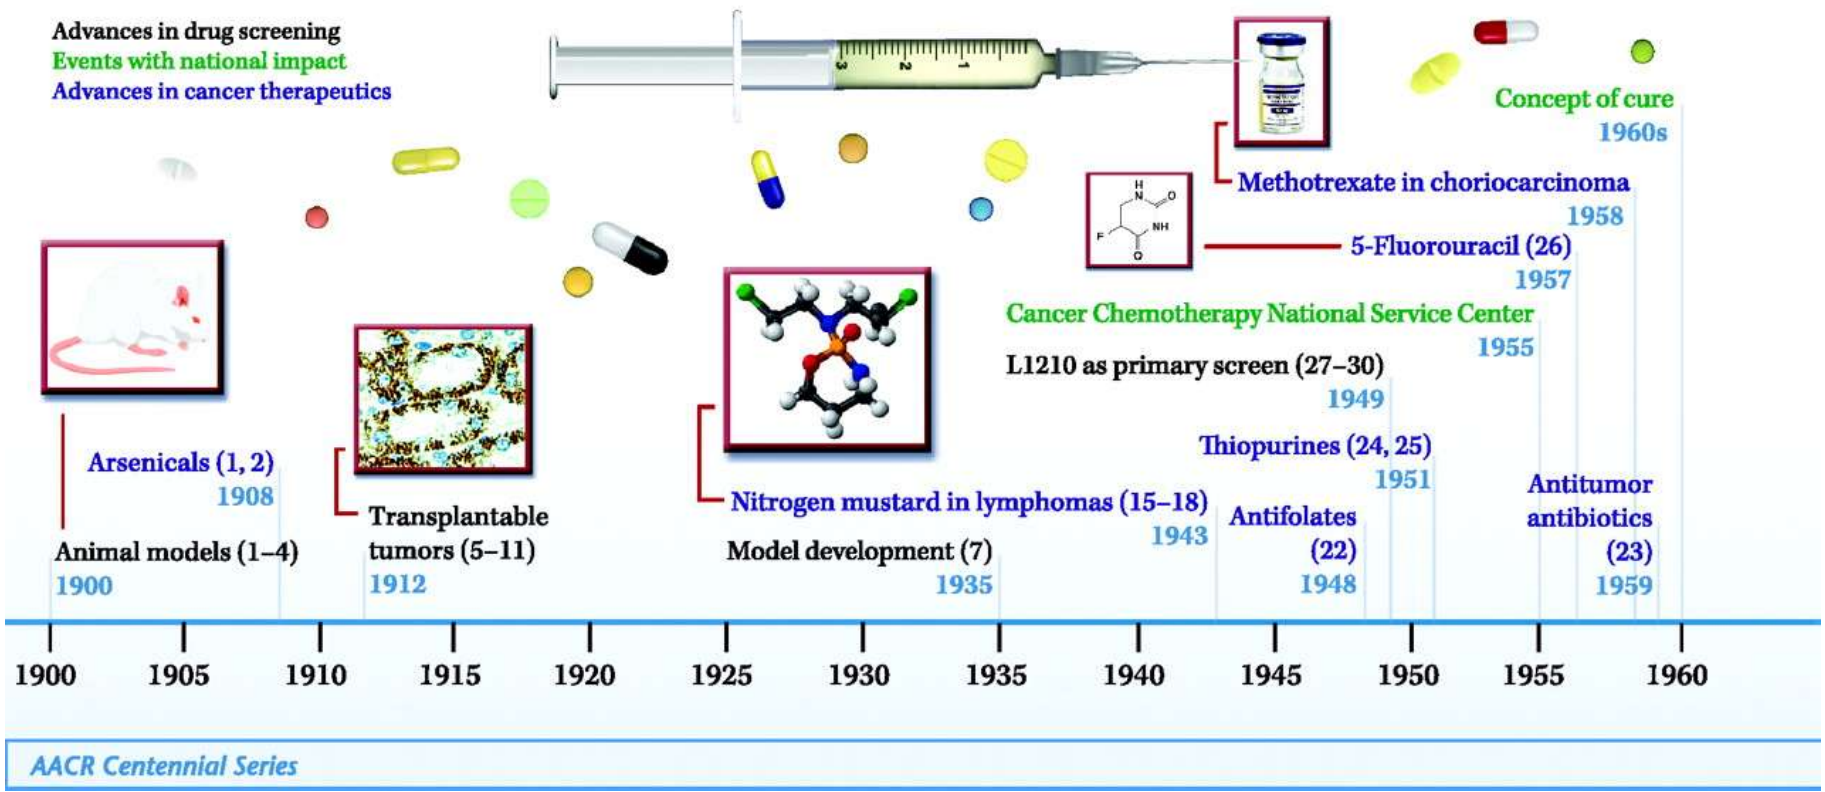 Advances in drug screening
Events with national impact
Advances in cancer therapeutics
3 2 1
Concept of cure
1960s
Methotrexate in choriocarcinoma
1958
H
N
O
F
NH
O
5-Fluorouracil (26)
1957
Cancer Chemotherapy National Service Center
1955
L1210 as primary screen (27–30)
1949
Thiopurines (24, 25)
1951
Arsenicals (1, 2)
1908
Antitumor
antibiotics
(23)
1959
Nitrogen mustard in lymphomas (15–18)
1943
Antifolates
(22)
1948
Transplantable
tumors (5–11)
1912
Animal models (1–4)
1900
Model development (7)
1935
1900 1905 1910 1915 1920 1925 1930 1935 1940 1945 1950 1955 1960
AACR Centennial Series